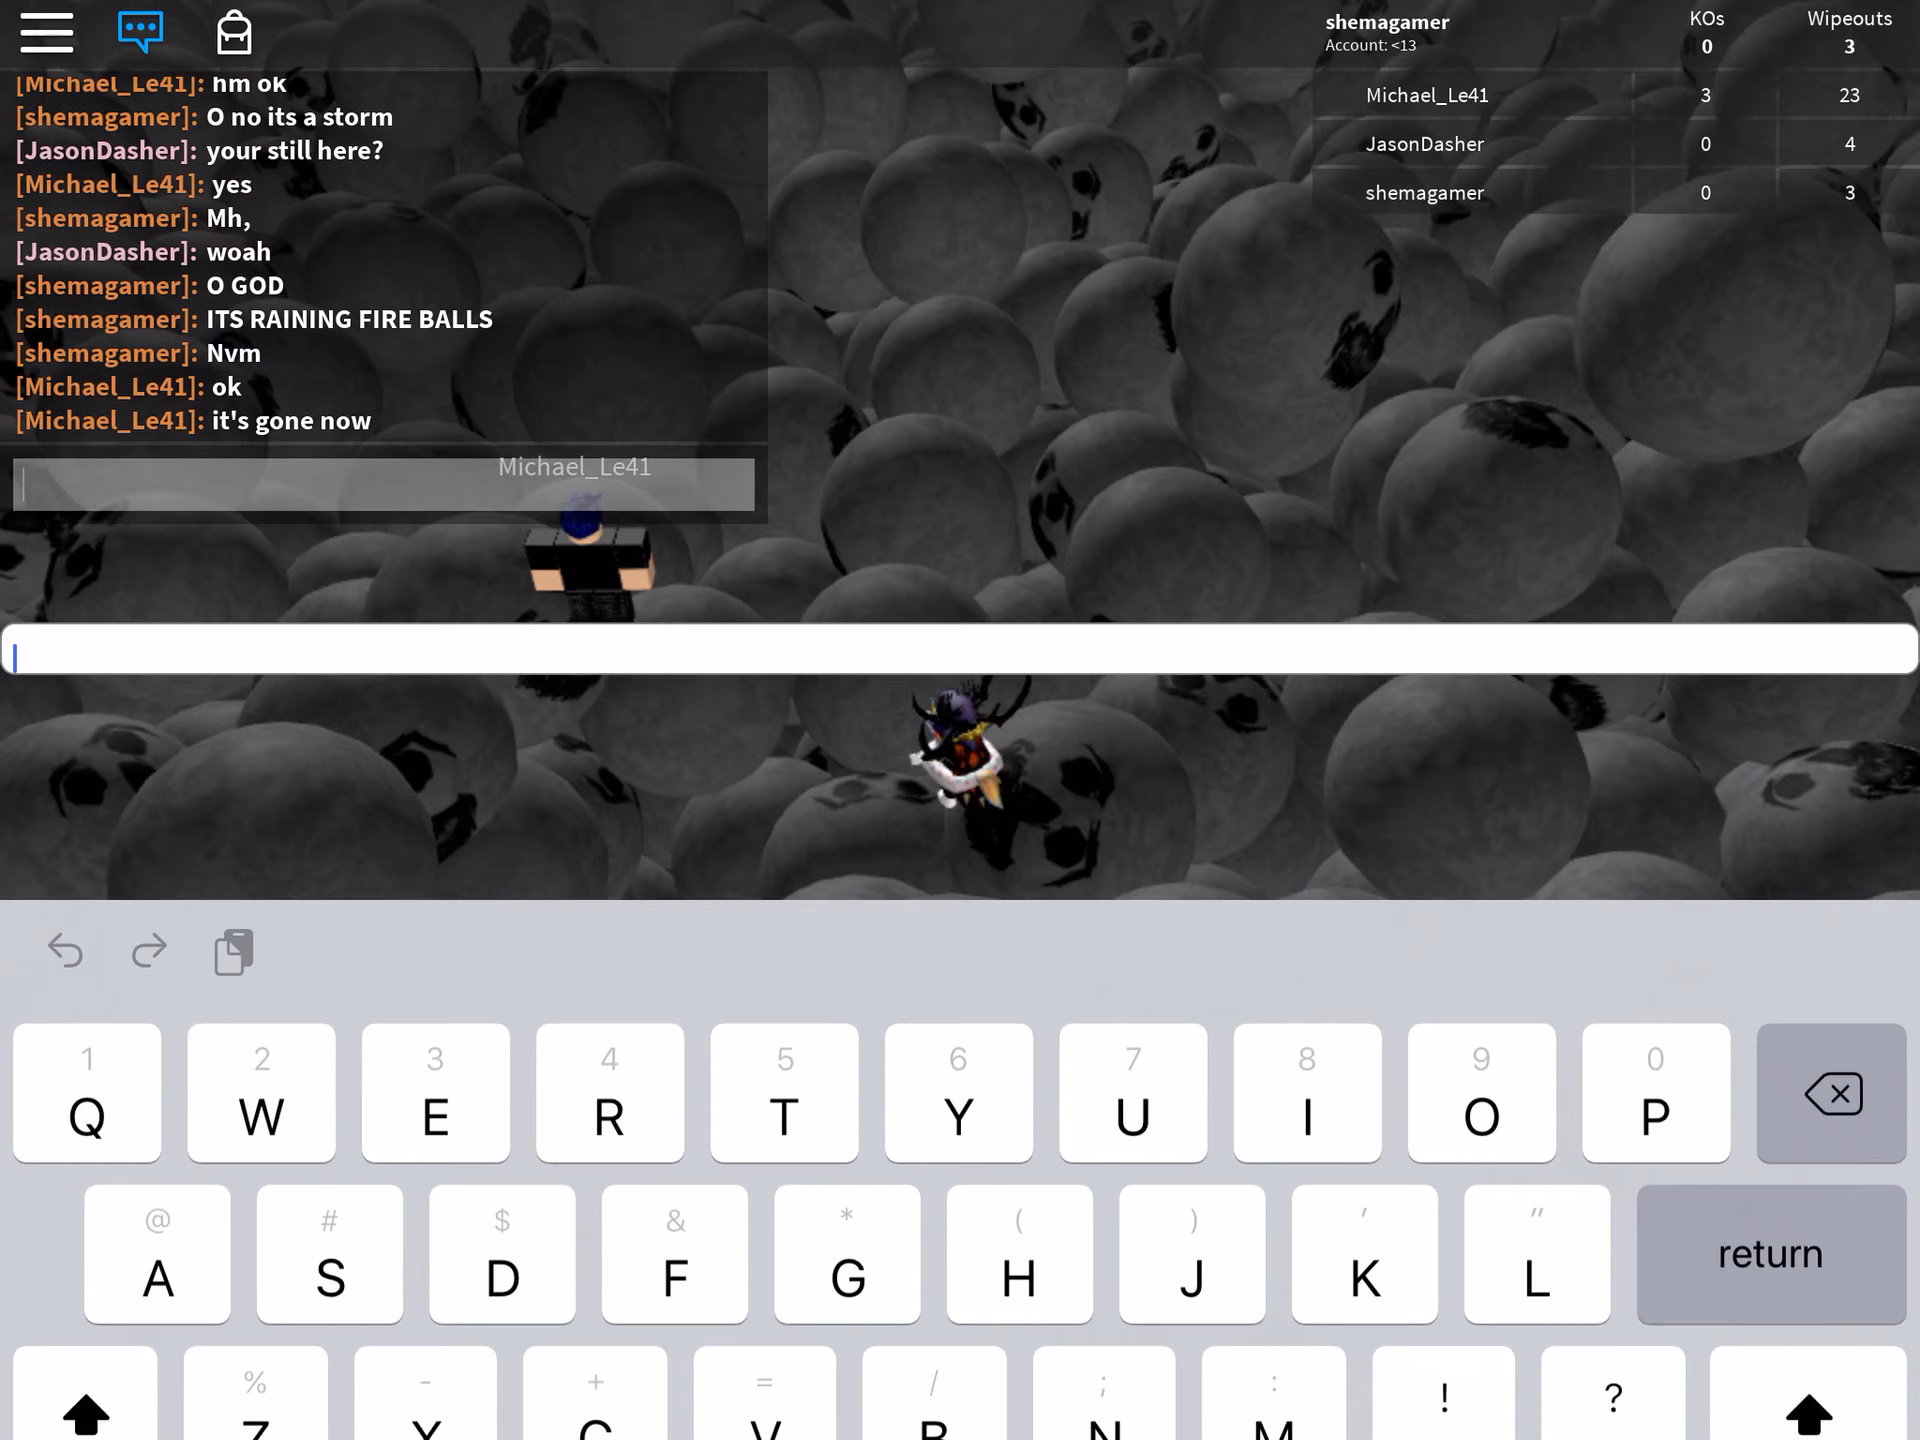 shemagamer
Account: <13
KOs
0
Wipeouts
3
Michael_Le41 3 23
JasonDasher 0 4
shemagamer 0 3
[Michael_Le41]: hm ok
[shemagamer]: O no its a storm
[JasonDasher]: your still here?
[Michael_Le41]: yes
[shemagamer]: Mh,
[JasonDasher]: woah
[shemagamer]: O GOD
[shemagamer]: ITS RAINING FIRE BALLS
[shemagamer]: Nvm
[Michael_Le41]: ok
[Michael_Le41]: it's gone now
Michael_Le41
1 2 3 4 5 6 7 8 9 0
Q W E R T Y U I O P
@ # $ & * ( ) ' "
A S D F G H J K L return
% - + = / ; : ! ?
Z X C V B N M